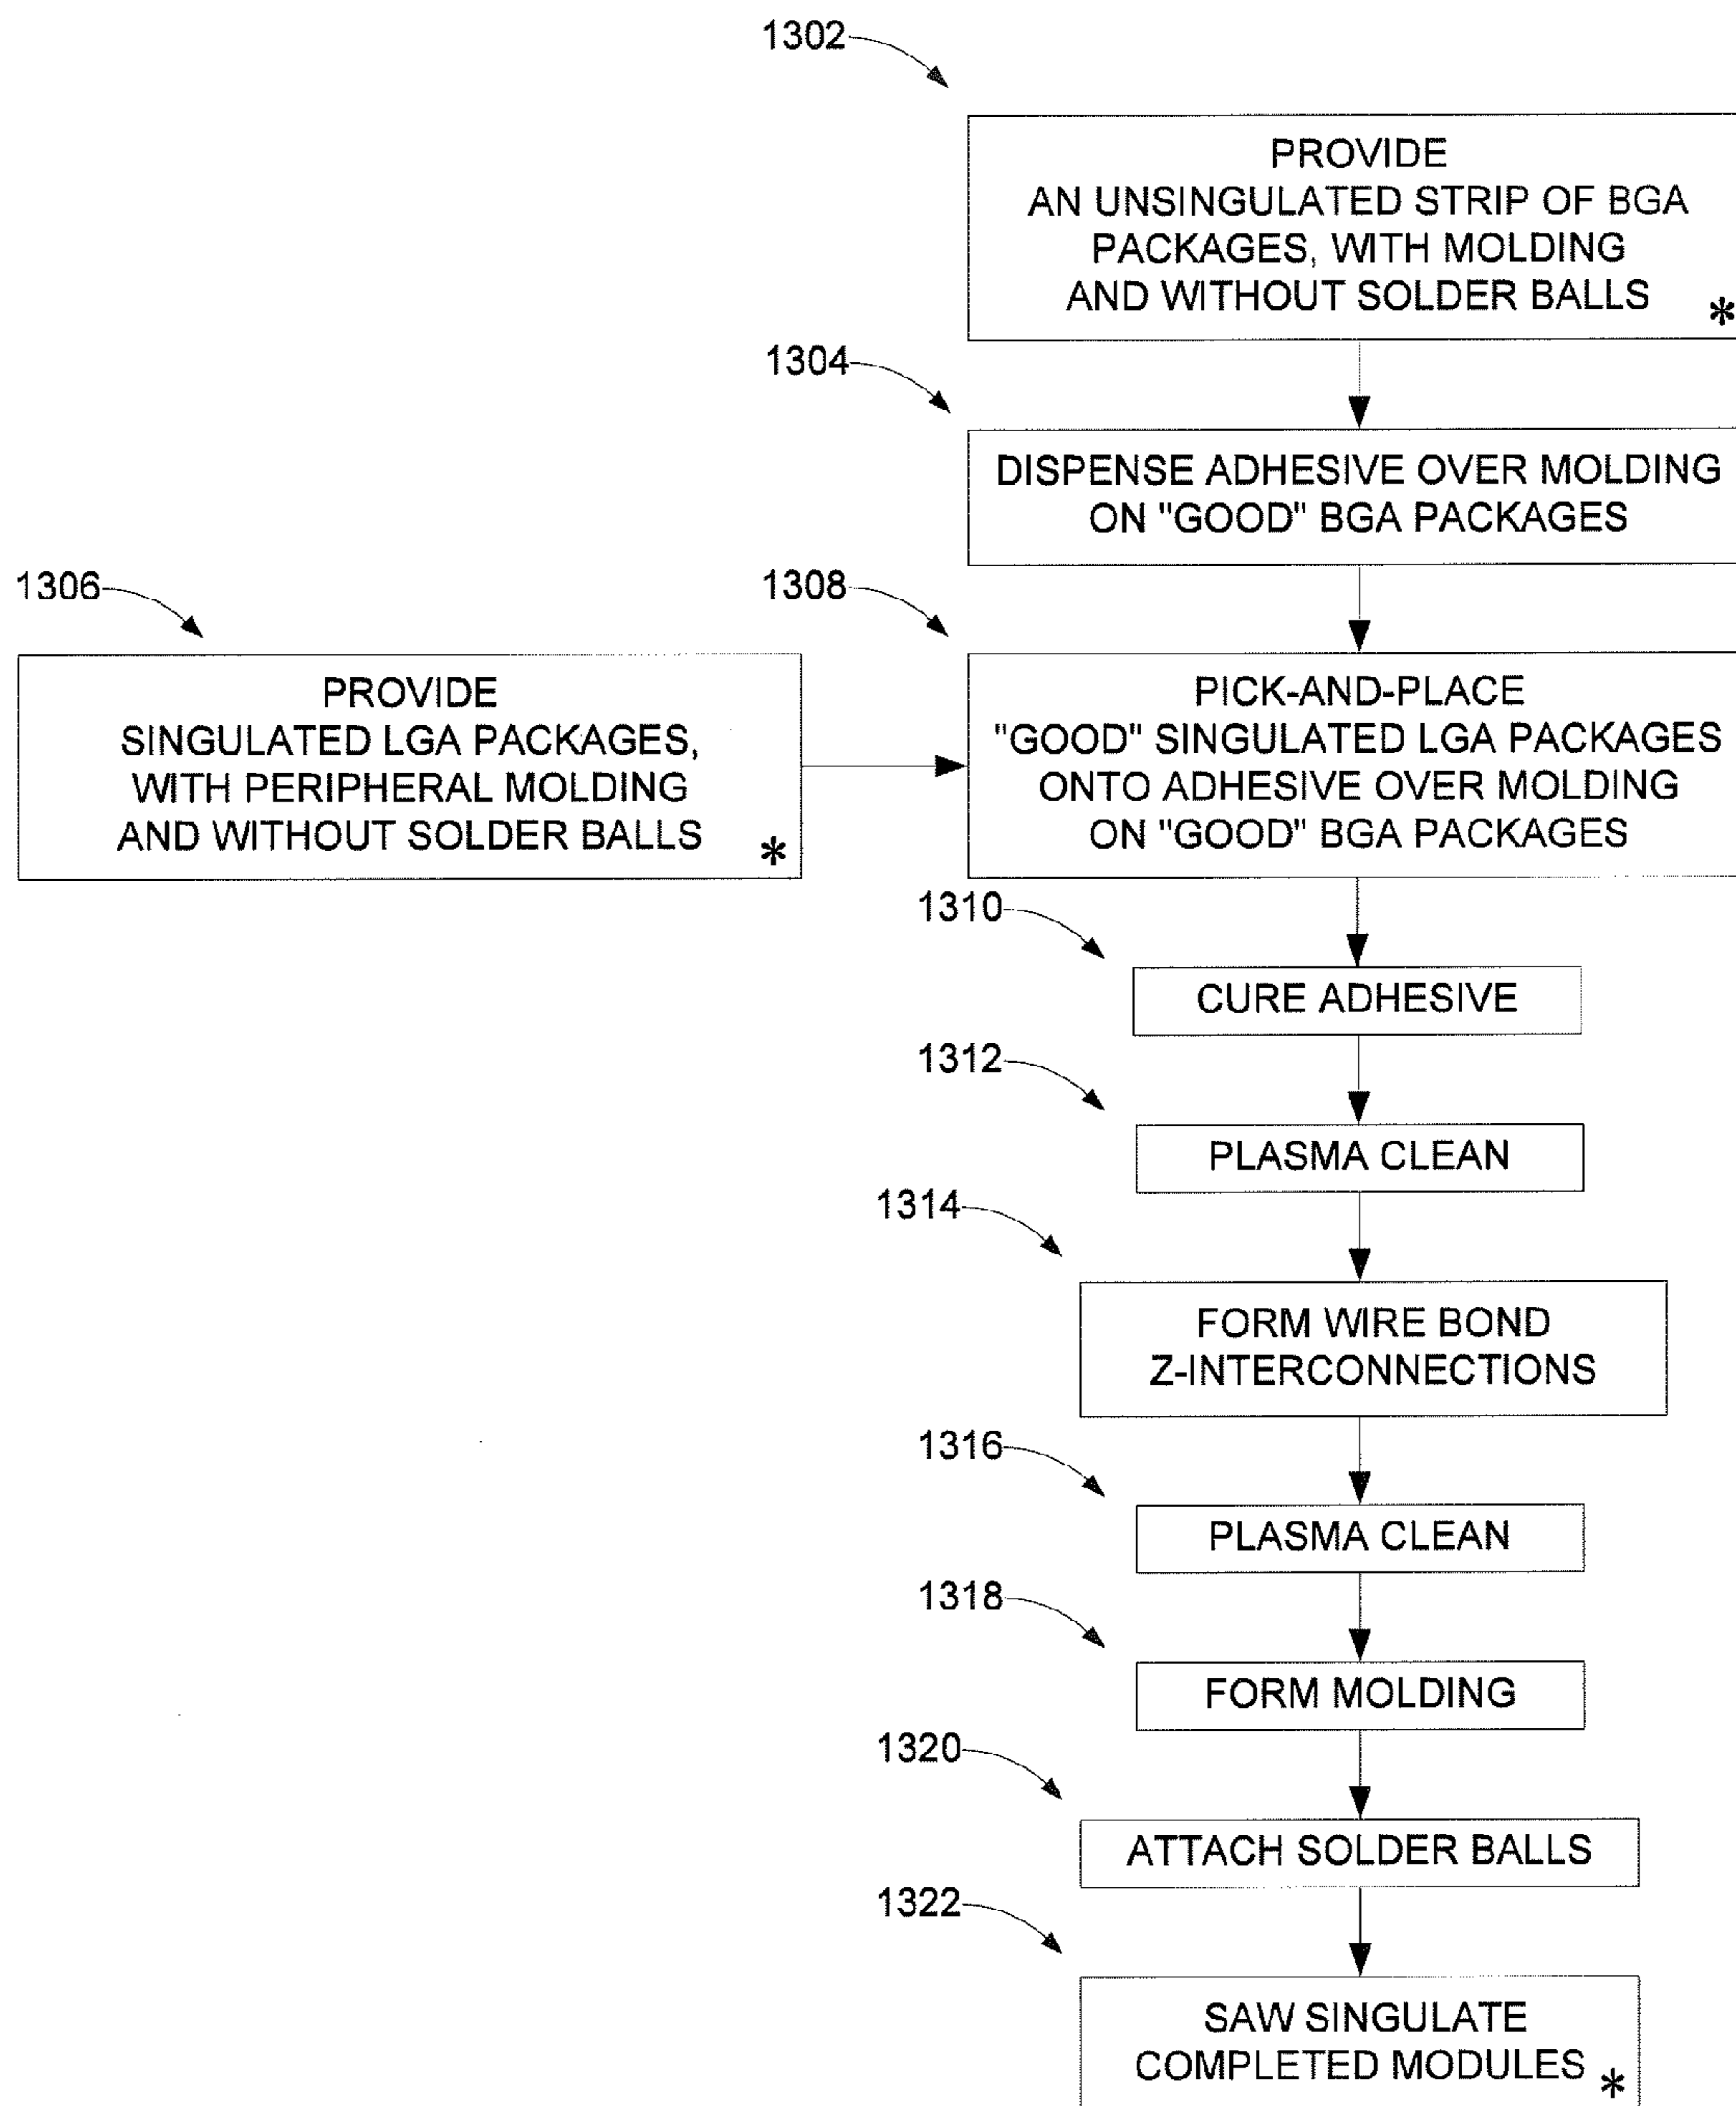 1302
PROVIDE
AN UNSINGULATED STRIP OF BGA
PACKAGES, WITH MOLDING
AND WITHOUT SOLDER BALLS *
1304
DISPENSE ADHESIVE OVER MOLDING
ON "GOOD" BGA PACKAGES
1306
PROVIDE
SINGULATED LGA PACKAGES,
WITH PERIPHERAL MOLDING
AND WITHOUT SOLDER BALLS *
1308
PICK-AND-PLACE
"GOOD" SINGULATED LGA PACKAGES
ONTO ADHESIVE OVER MOLDING
ON "GOOD" BGA PACKAGES
1310
CURE ADHESIVE
1312
PLASMA CLEAN
1314
FORM WIRE BOND
Z-INTERCONNECTIONS
1316
PLASMA CLEAN
1318
FORM MOLDING
1320
ATTACH SOLDER BALLS
1322
SAW SINGULATE
COMPLETED MODULES *